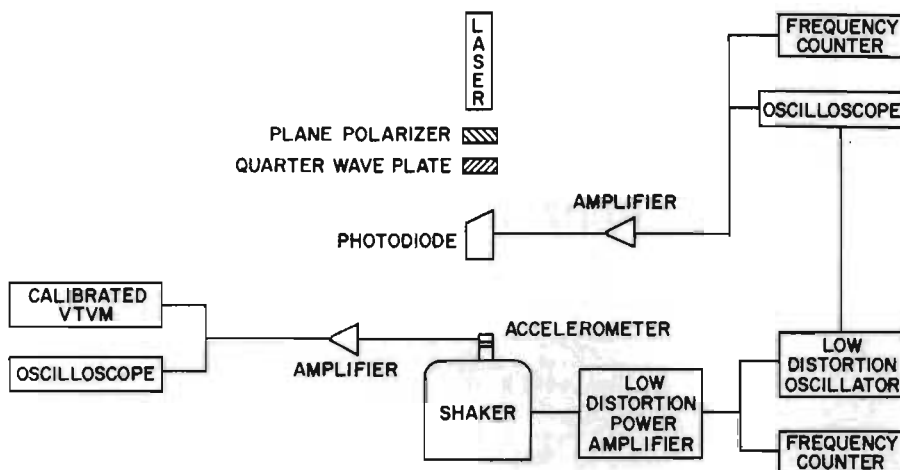 LASER
FREQUENCY
COUNTER
OSCILLOSCOPE
PLANE POLARIZER
QUARTER WAVE PLATE
AMPLIFIER
PHOTODIODE
CALIBRATED
VTVM
OSCILLOSCOPE
AMPLIFIER
ACCELEROMETER
SHAKER
LOW
DISTORTION
POWER
AMPLIFIER
LOW
DISTORTION
OSCILLATOR
FREQUENCY
COUNTER